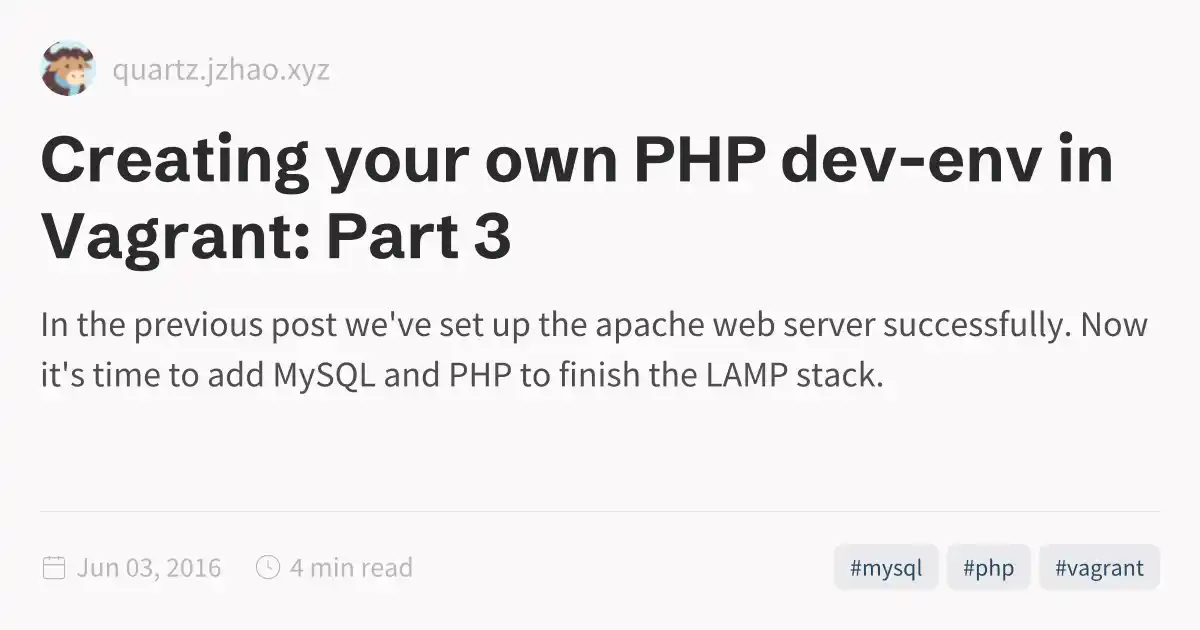 quartz.jzhao.xyz
Creating your own PHP dev-env in
Vagrant: Part 3
In the previous post we've set up the apache web server successfully. Now
it's time to add MySQL and PHP to finish the LAMP stack.
Jun 03, 2016 4 min read #mysql #php #vagrant